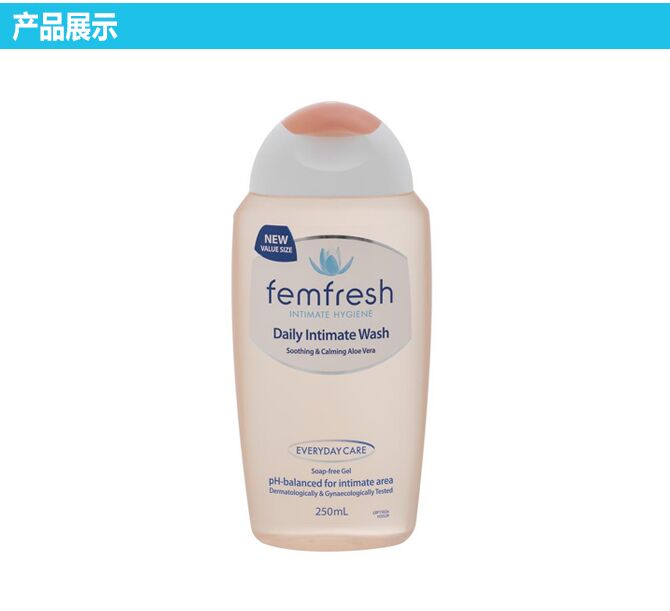 产品展示
NEW
VALUE SIZE
femfresh
INTIMATE HYGIENE
Daily Intimate Wash
Soothing & Calming Aloe Vera
EVERYDAY CARE
Soap-free Gel
pH-balanced for intimate area
Dermatologically & Gynaecologically Tested
250mL